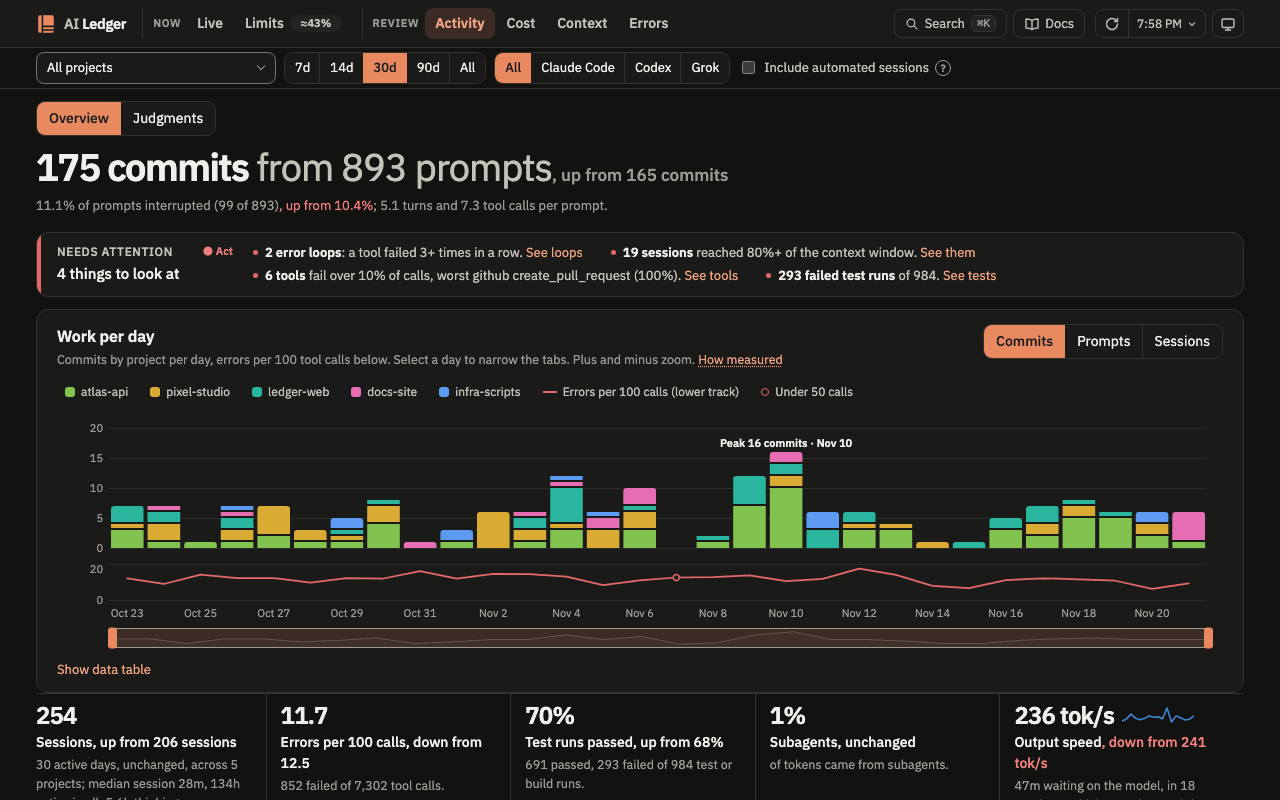 AI Ledger NOW Live Limits ≈43% REVIEW Activity Cost Context Errors Search ⌘K Docs 7:58 PM
All projects 7d 14d 30d 90d All All Claude Code Codex Grok Include automated sessions ?
Overview Judgments
175 commits from 893 prompts, up from 165 commits
11.1% of prompts interrupted (99 of 893), up from 10.4%; 5.1 turns and 7.3 tool calls per prompt.
NEEDS ATTENTION Act 2 error loops: a tool failed 3+ times in a row. See loops 19 sessions reached 80%+ of the context window. See them
4 things to look at 6 tools fail over 10% of calls, worst github create_pull_request (100%). See tools 293 failed test runs of 984. See tests
Work per day Commits Prompts Sessions
Commits by project per day, errors per 100 tool calls below. Select a day to narrow the tabs. Plus and minus zoom. How measured
atlas-api pixel-studio ledger-web docs-site infra-scripts Errors per 100 calls (lower track) Under 50 calls
20
Peak 16 commits · Nov 10
15
10
5
0
20
0
Oct 23 Oct 25 Oct 27 Oct 29 Oct 31 Nov 2 Nov 4 Nov 6 Nov 8 Nov 10 Nov 12 Nov 14 Nov 16 Nov 18 Nov 20
Show data table
254
Sessions, up from 206 sessions
30 active days, unchanged, across 5
projects; median session 28m, 134h
11.7
Errors per 100 calls, down from
12.5
852 failed of 7,302 tool calls.
70%
Test runs passed, up from 68%
691 passed, 293 failed of 984 test or
build runs.
1%
Subagents, unchanged
of tokens came from subagents.
236 tok/s
Output speed, down from 241
tok/s
47m waiting on the model, in 18